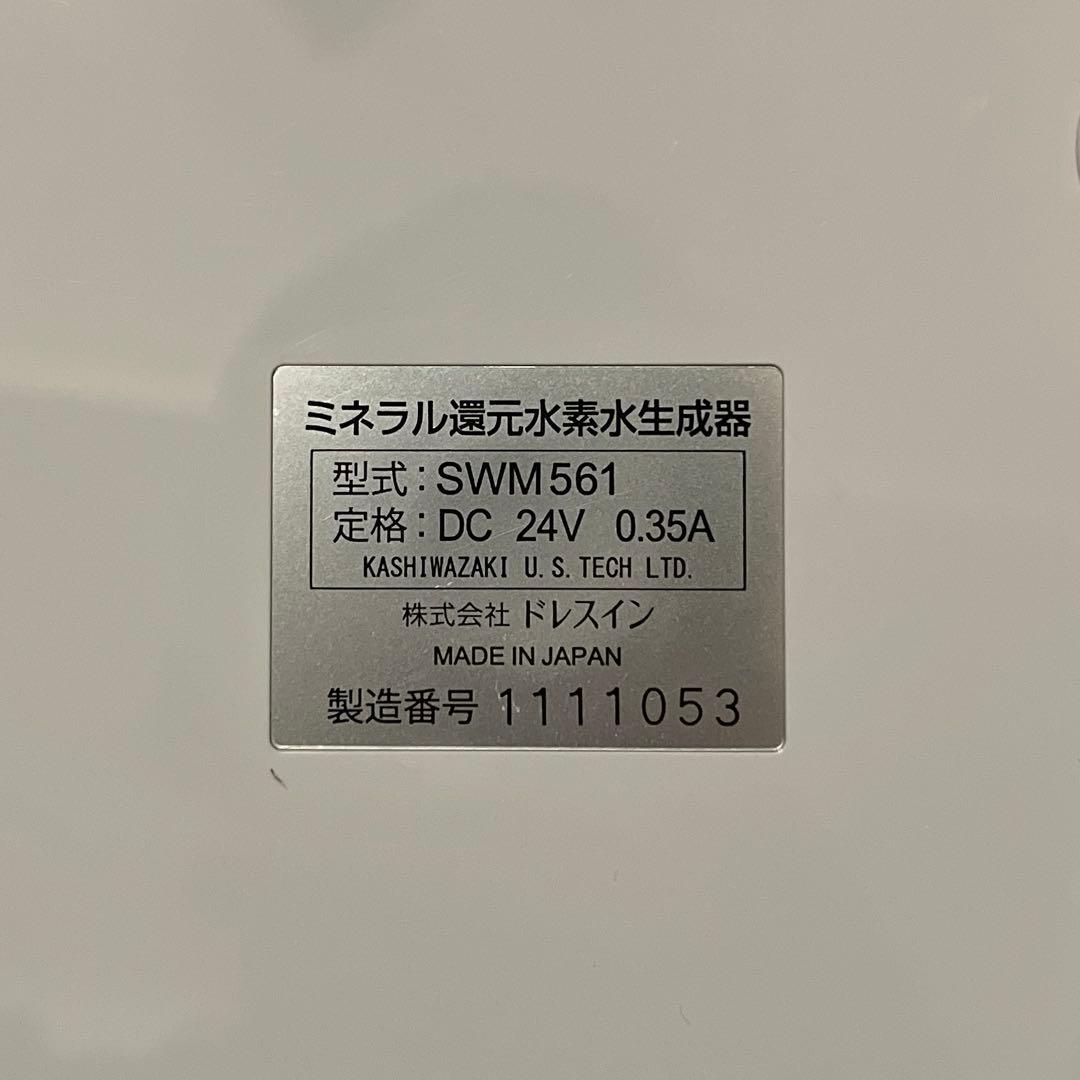 ミネラル還元水素水生成器
型式：SWM561
定格：DC 24V 0.35A
KASHIWAZAKI U.S.TECH LTD.
株式会社 ドレスイン
MADE IN JAPAN
製造番号 1111053